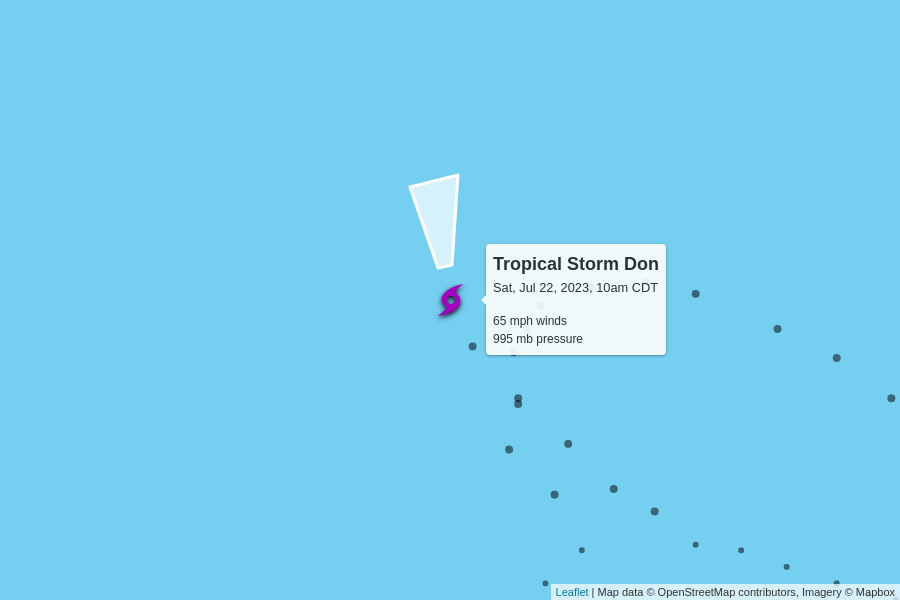 Tropical Storm Don
Sat, Jul 22, 2023, 10am CDT
65 mph winds
995 mb pressure
Leaflet | Map data © OpenStreetMap contributors, Imagery © Mapbox